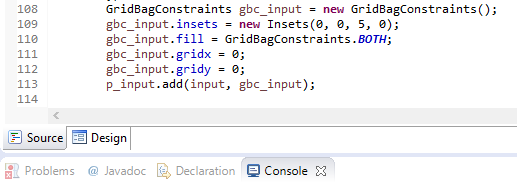 108 GridBagConstraints gbc_input = new GridBagConstraints();
109 gbc_input.insets = new Insets(0, 0, 5, 0);
110 gbc_input.fill = GridBagConstraints.BOTH;
111 gbc_input.gridx = 0;
112 gbc_input.gridy = 0;
113 p_input.add(input, gbc_input);
114
Source Design
Problems @ Javadoc Declaration Console